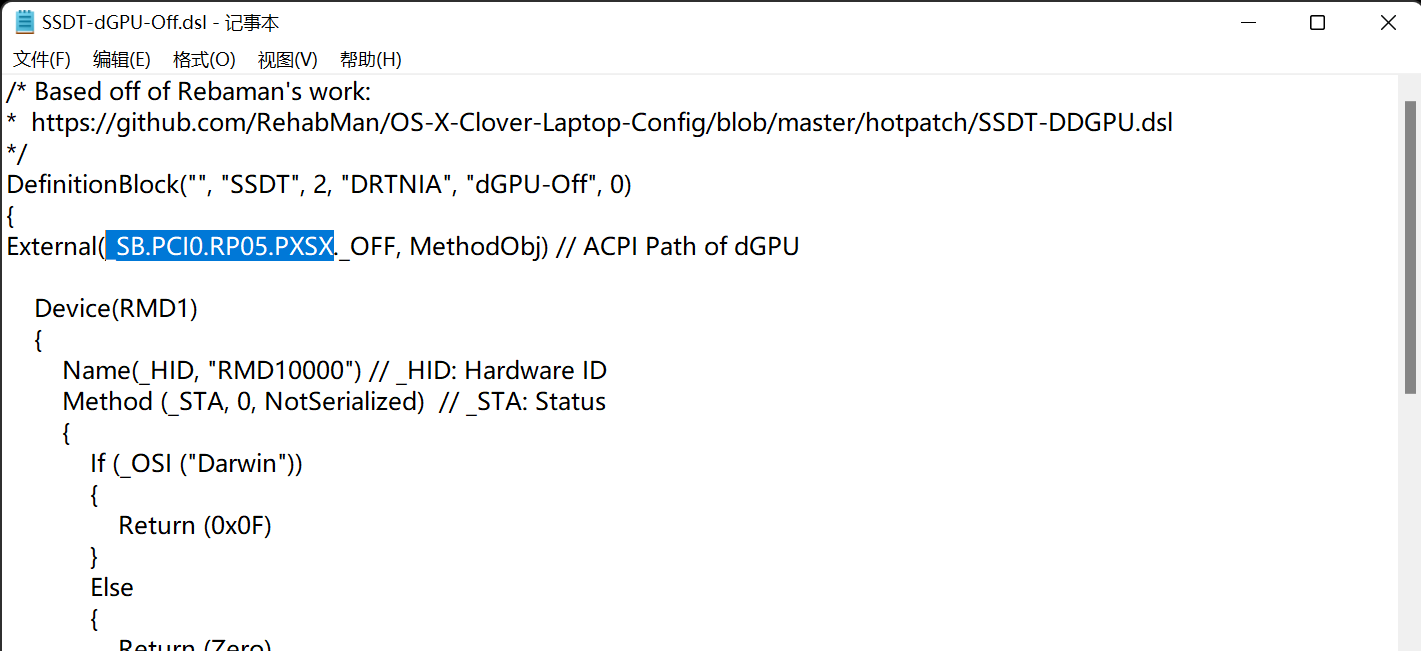 SSDT-dGPU-Off.dsl - 记事本
文件(F) 编辑(E) 格式(O) 视图(V) 帮助(H)
/* Based off of Rebaman's work:
*  https://github.com/RehabMan/OS-X-Clover-Laptop-Config/blob/master/hotpatch/SSDT-DDGPU.dsl
*/
DefinitionBlock("", "SSDT", 2, "DRTNIA", "dGPU-Off", 0)
{
External(_SB.PCI0.RP05.PXSX._OFF, MethodObj) // ACPI Path of dGPU
Device(RMD1)
{
Name(_HID, "RMD10000") // _HID: Hardware ID
Method (_STA, 0, NotSerialized)  // _STA: Status
{
If (_OSI ("Darwin"))
{
Return (0x0F)
}
Else
{
Return (Zero)